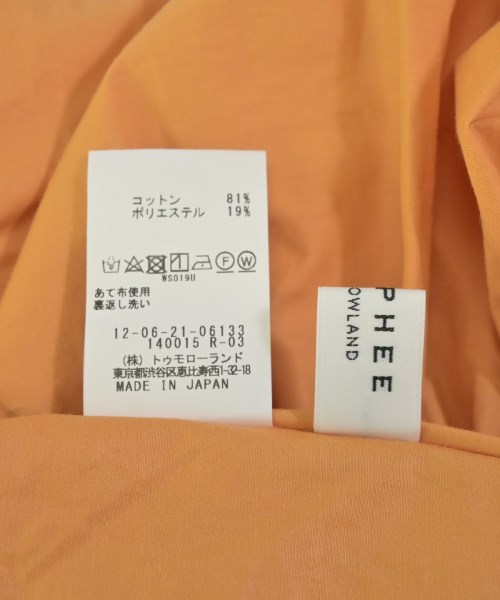 コットン 81%
ポリエステル 19%
F W
WS019U
あて布使用
裏返し洗い
12-06-21-06133
140015 R-03
(株) トゥモローランド
東京都渋谷区恵比寿西1-32-18
MADE IN JAPAN
PHEE
OWLAND